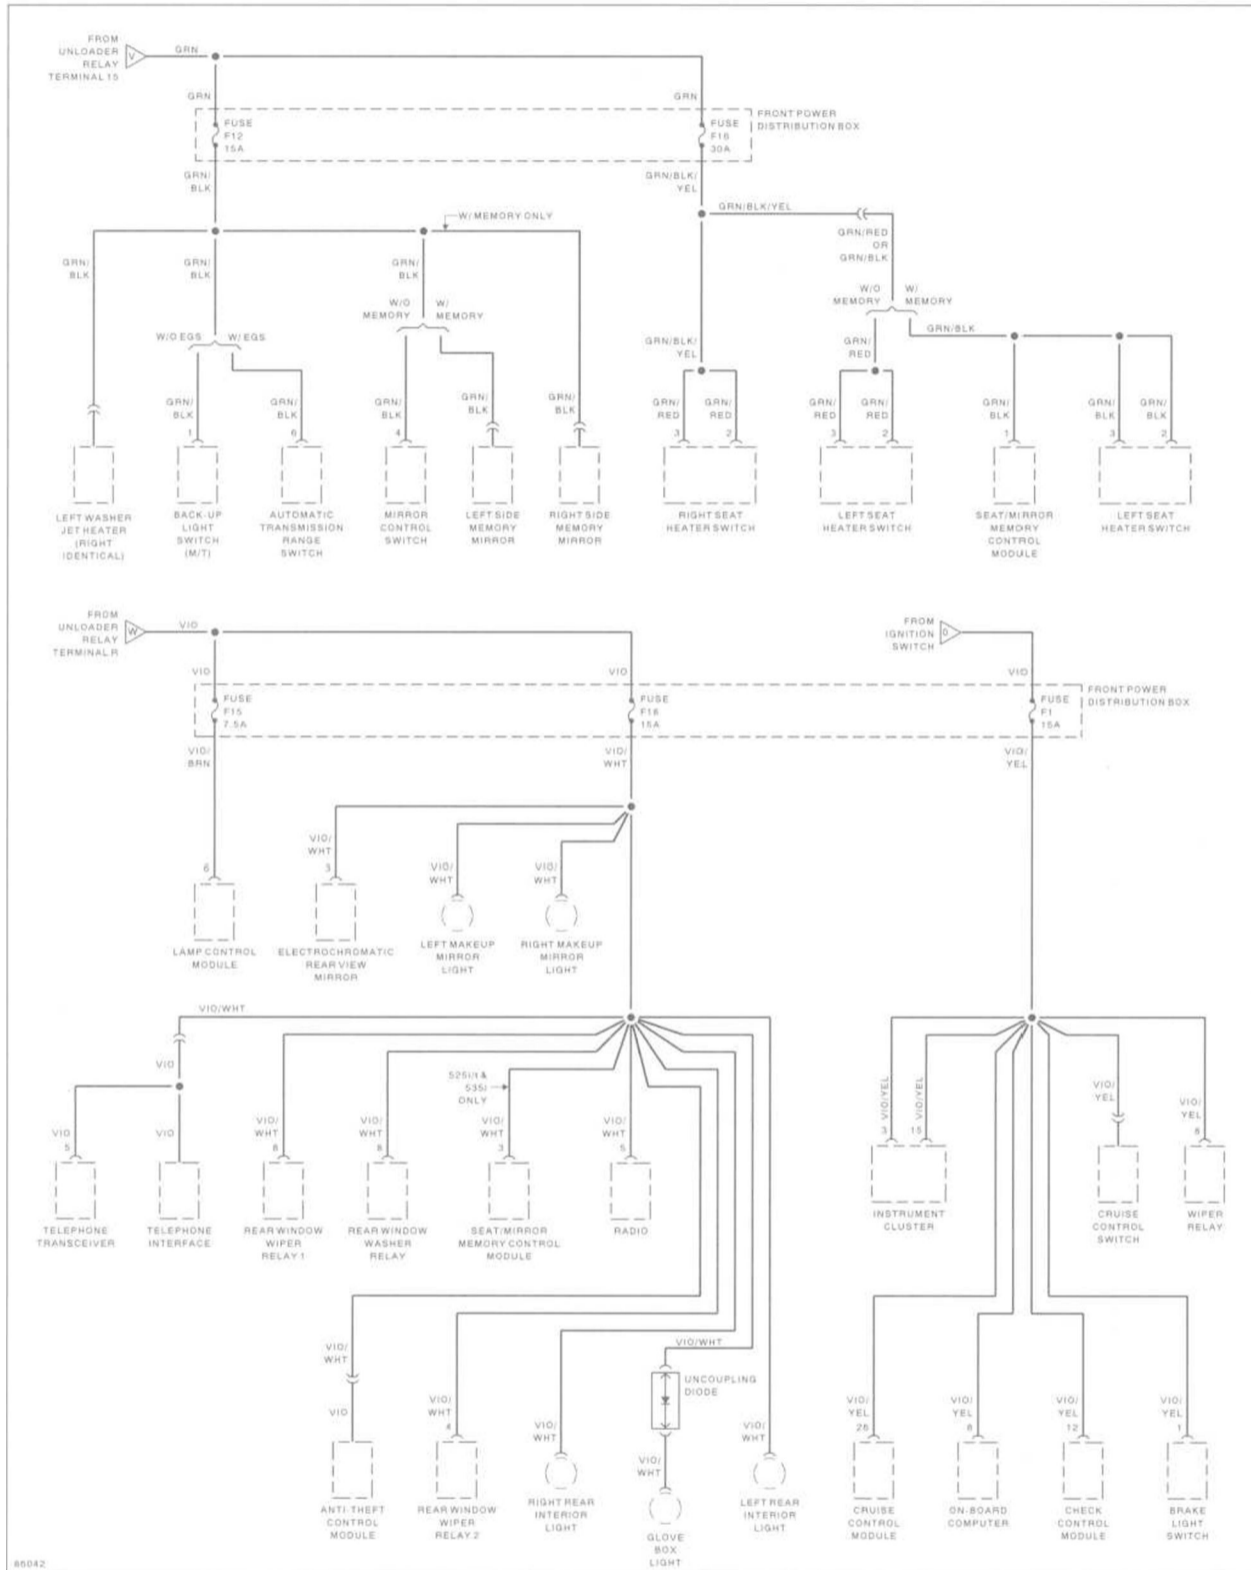 FROM
UNLOADER
RELAY
TERMINAL 15
V
GRN
GRN
GRN
FUSE
F12
15A
FUSE
F16
30A
FRONT POWER
DISTRIBUTION BOX
GRN/
BLK
GRN/BLK/
YEL
GRN/BLK/YEL
W/ MEMORY ONLY
GRN/RED
OR
GRN/BLK
GRN/
BLK
GRN/
BLK
GRN/
BLK
W/O
MEMORY
W/
MEMORY
W/O
MEMORY
W/
MEMORY
W/O EGS
W/ EGS
GRN/BLK/
YEL
GRN/
RED
GRN/BLK
GRN/
BLK
1
GRN/
BLK
6
GRN/
BLK
4
GRN/
BLK
GRN/
BLK
GRN/
RED
3
GRN/
RED
2
GRN/
RED
3
GRN/
RED
2
GRN/
BLK
1
GRN/
BLK
3
GRN/
BLK
2
LEFT WASHER
JET HEATER
(RIGHT
IDENTICAL)
BACK-UP
LIGHT
SWITCH
(M/T)
AUTOMATIC
TRANSMISSION
RANGE
SWITCH
MIRROR
CONTROL
SWITCH
LEFT SIDE
MEMORY
MIRROR
RIGHT SIDE
MEMORY
MIRROR
RIGHT SEAT
HEATER SWITCH
LEFT SEAT
HEATER SWITCH
SEAT/MIRROR
MEMORY
CONTROL
MODULE
LEFT SEAT
HEATER SWITCH
FROM
UNLOADER
RELAY
TERMINAL R
W
VIO
FROM
IGNITION
SWITCH
VIO
VIO
VIO
FUSE
F15
7.5A
FUSE
F18
15A
FUSE
F1
15A
FRONT POWER
DISTRIBUTION BOX
VIO/
BRN
VIO/
WHT
VIO/
YEL
6
VIO/
WHT
3
VIO/
WHT
VIO/
WHT
LAMP CONTROL
MODULE
ELECTROCHROMATIC
REAR VIEW
MIRROR
LEFT MAKEUP
MIRROR
LIGHT
RIGHT MAKEUP
MIRROR
LIGHT
VIO/WHT
VIO
525i/it &
535i
ONLY
VIO
5
VIO
VIO/
WHT
8
VIO/
WHT
8
VIO/
WHT
3
VIO/
WHT
5
VIO/YEL
3
VIO/YEL
15
VIO/
YEL
VIO/
YEL
8
TELEPHONE
TRANSCEIVER
TELEPHONE
INTERFACE
REAR WINDOW
WIPER
RELAY 1
REAR WINDOW
WASHER
RELAY
SEAT/MIRROR
MEMORY CONTROL
MODULE
RADIO
INSTRUMENT
CLUSTER
CRUISE
CONTROL
SWITCH
WIPER
RELAY
VIO/
WHT
VIO
VIO/
WHT
4
VIO/
WHT
VIO/WHT
UNCOUPLING
DIODE
VIO/
WHT
VIO/
WHT
VIO/
YEL
28
VIO/
YEL
8
VIO/
YEL
12
VIO/
YEL
1
ANTI-THEFT
CONTROL
MODULE
REAR WINDOW
WIPER
RELAY 2
RIGHT REAR
INTERIOR
LIGHT
GLOVE
BOX
LIGHT
LEFT REAR
INTERIOR
LIGHT
CRUISE
CONTROL
MODULE
ON-BOARD
COMPUTER
CHECK
CONTROL
MODULE
BRAKE
LIGHT
SWITCH
85042